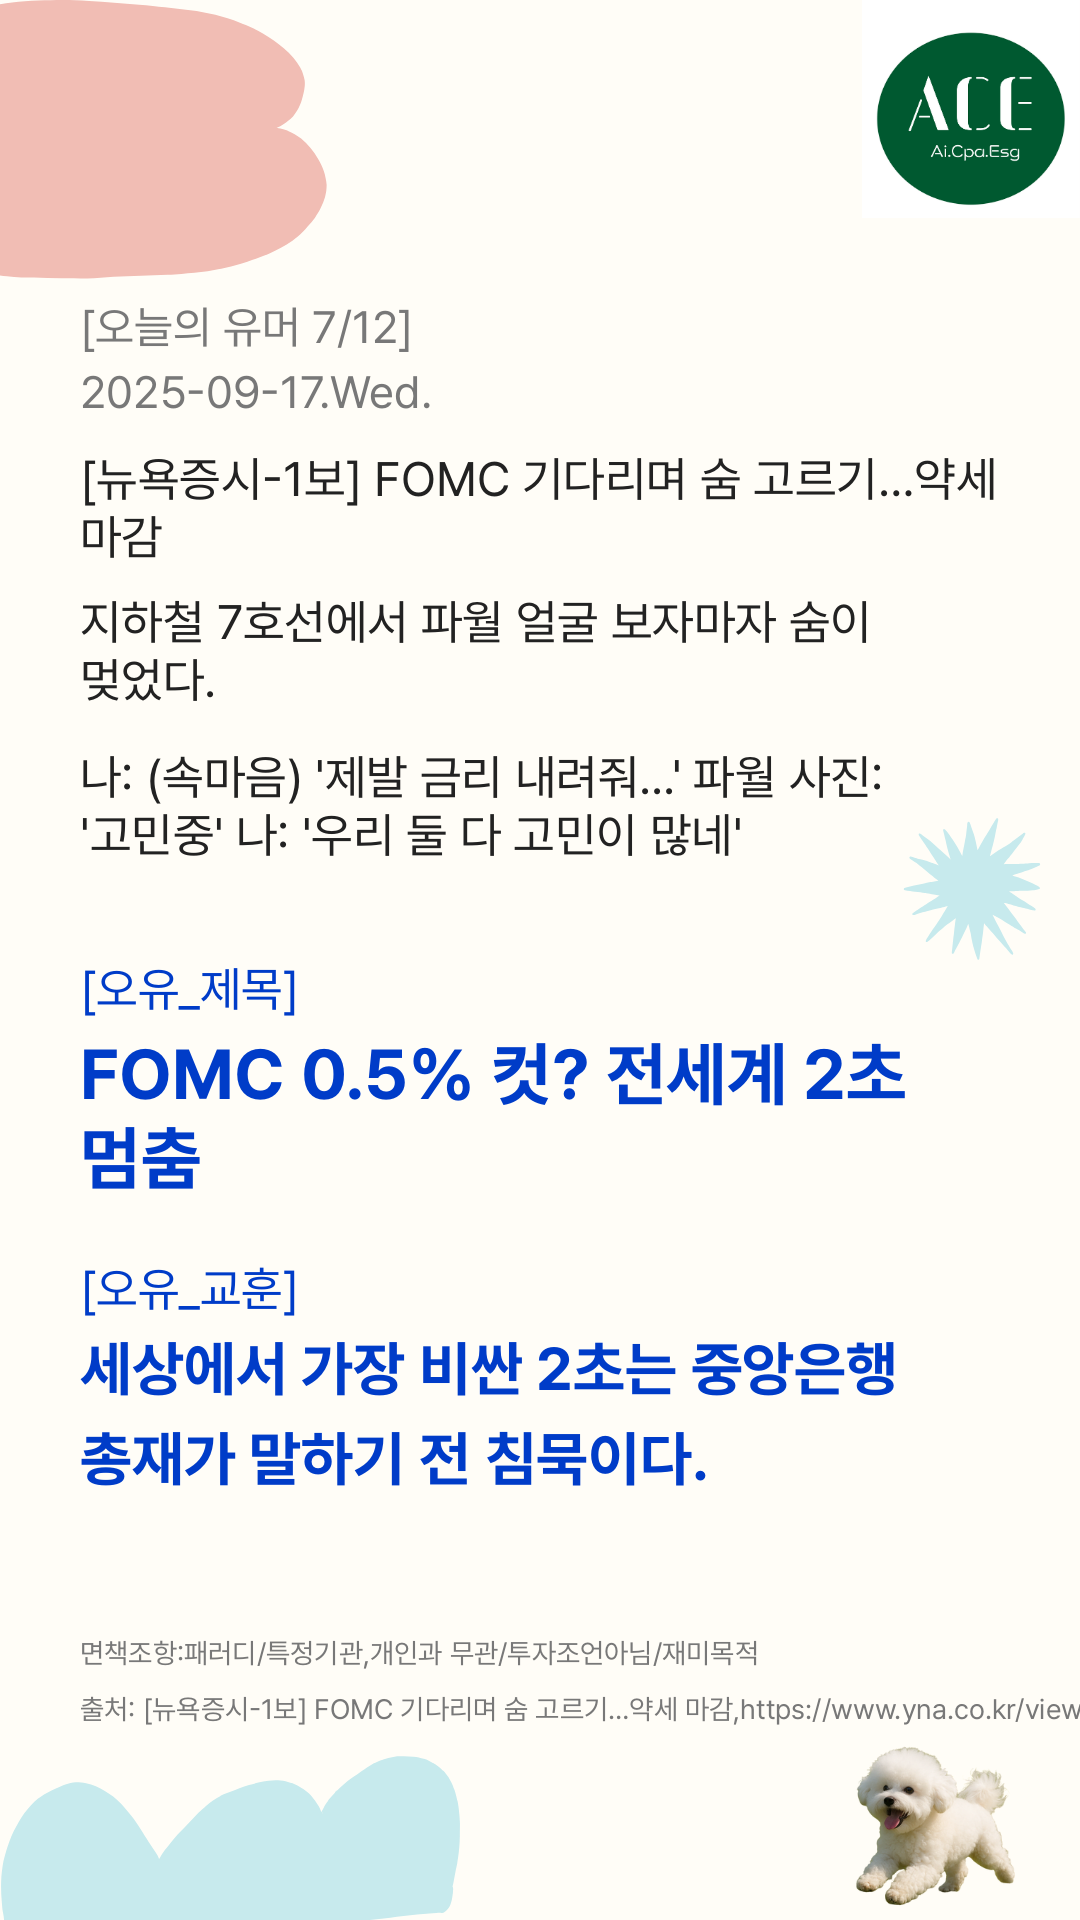 ACE
Ai.Cpa.Esg
[오늘의 유머 7/12]
2025-09-17.Wed.
[뉴욕증시-1보] FOMC 기다리며 숨 고르기...약세
마감
지하철 7호선에서 파월 얼굴 보자마자 숨이
멎었다.
나: (속마음) '제발 금리 내려줘...' 파월 사진:
'고민중' 나: '우리 둘 다 고민이 많네'
[오유_제목]
FOMC 0.5% 컷? 전세계 2초
멈춤
[오유_교훈]
세상에서 가장 비싼 2초는 중앙은행
총재가 말하기 전 침묵이다.
면책조항:패러디/특정기관,개인과 무관/투자조언아님/재미목적
출처: [뉴욕증시-1보] FOMC 기다리며 숨 고르기...약세 마감,https://www.yna.co.kr/view